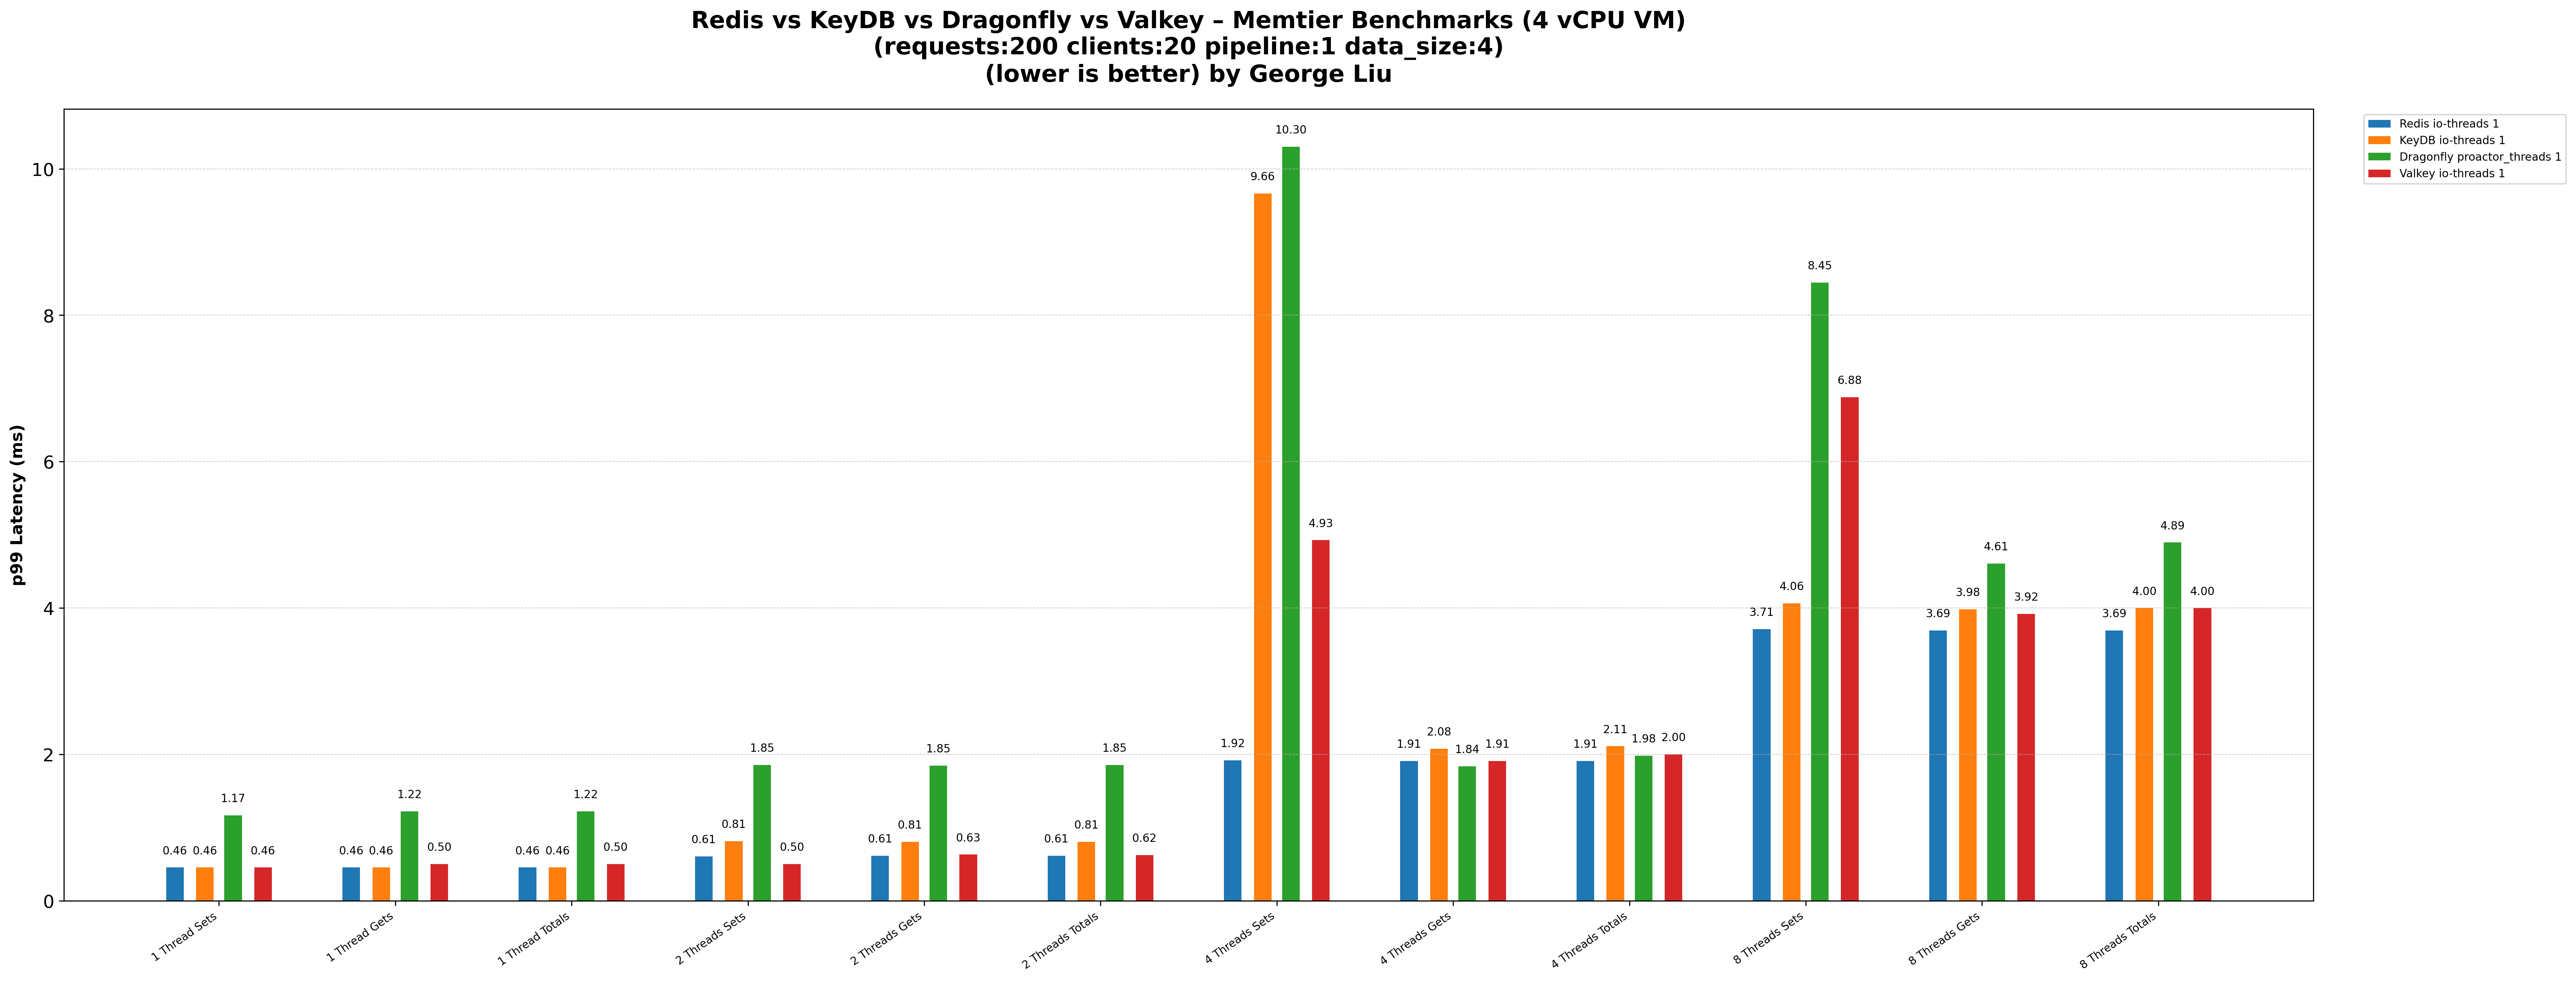 Redis vs KeyDB vs Dragonfly vs Valkey – Memtier Benchmarks (4 vCPU VM)
(requests:200 clients:20 pipeline:1 data_size:4)
(lower is better) by George Liu
Redis io-threads 1
KeyDB io-threads 1
Dragonfly proactor_threads 1
Valkey io-threads 1
p99 Latency (ms)
10
8
6
4
2
0
0.46 0.46 1.17 0.46
0.46 0.46 1.22 0.50
0.46 0.46 1.22 0.50
0.61 0.81 1.85 0.50
0.61 0.81 1.85 0.63
0.61 0.81 1.85 0.62
1.92 9.66 10.30 4.93
1.91 2.08 1.84 1.91
1.91 2.11 1.98 2.00
3.71 4.06 8.45 6.88
3.69 3.98 4.61 3.92
3.69 4.00 4.89 4.00
1 Thread Sets
1 Thread Gets
1 Thread Totals
2 Threads Sets
2 Threads Gets
2 Threads Totals
4 Threads Sets
4 Threads Gets
4 Threads Totals
8 Threads Sets
8 Threads Gets
8 Threads Totals